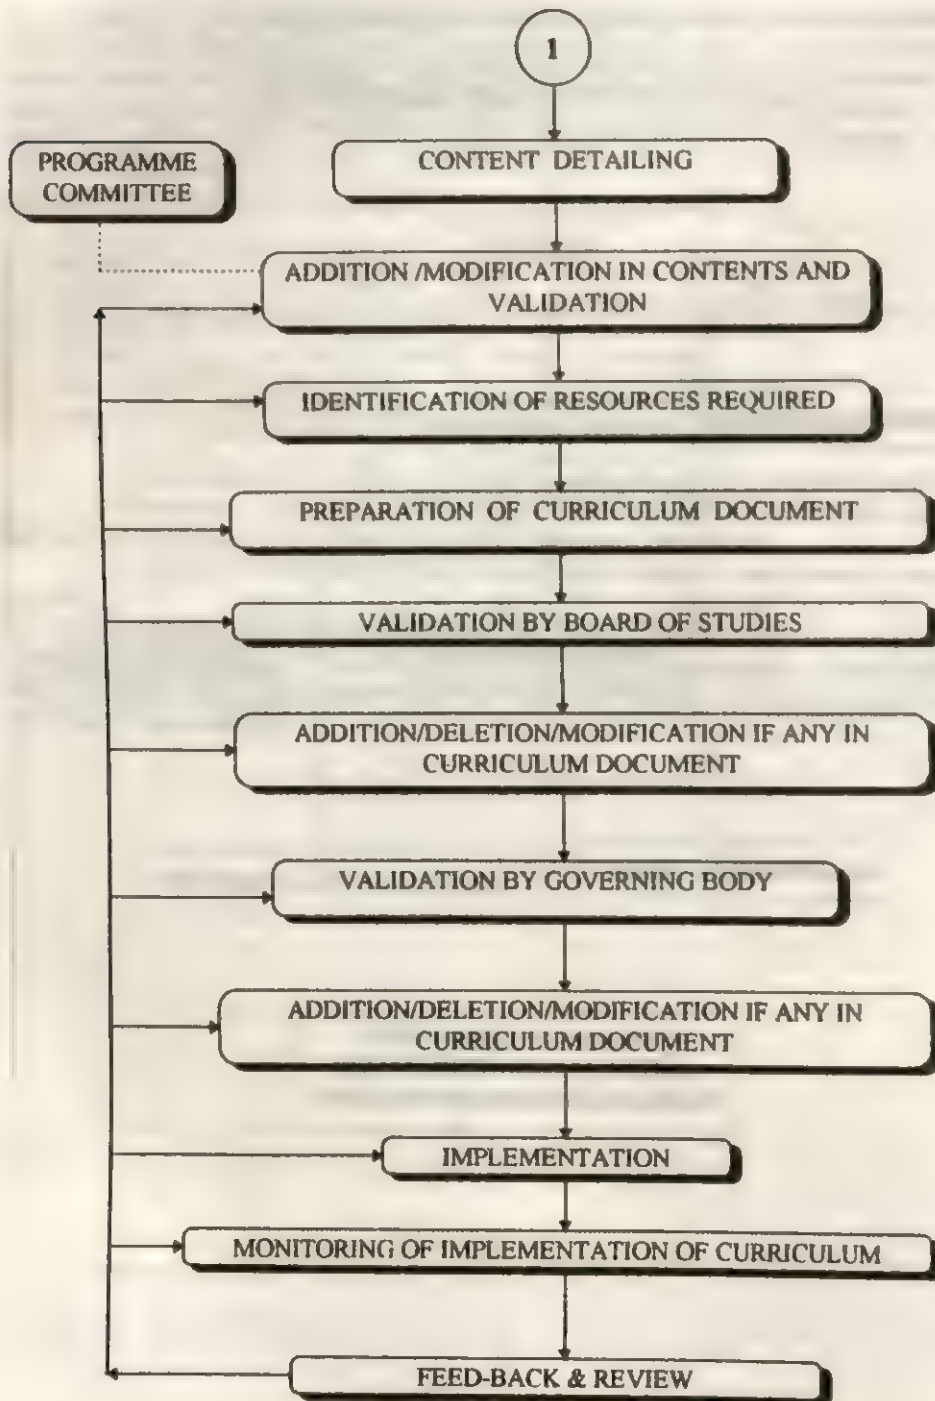 1
PROGRAMME
COMMITTEE
CONTENT DETAILING
ADDITION /MODIFICATION IN CONTENTS AND
VALIDATION
IDENTIFICATION OF RESOURCES REQUIRED
PREPARATION OF CURRICULUM DOCUMENT
VALIDATION BY BOARD OF STUDIES
ADDITION/DELETION/MODIFICATION IF ANY IN
CURRICULUM DOCUMENT
VALIDATION BY GOVERNING BODY
ADDITION/DELETION/MODIFICATION IF ANY IN
CURRICULUM DOCUMENT
IMPLEMENTATION
MONITORING OF IMPLEMENTATION OF CURRICULUM
FEED-BACK & REVIEW